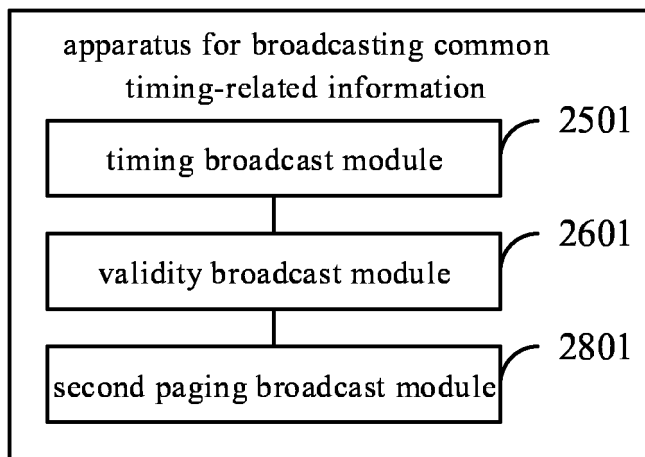 apparatus for broadcasting common
timing-related information
2501
timing broadcast module
2601
validity broadcast module
2801
second paging broadcast module